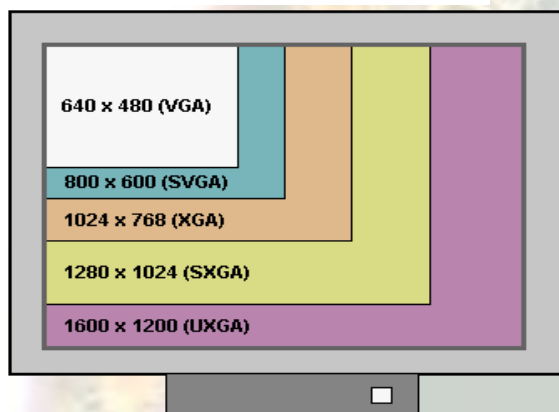 640 x 480 (VGA)
800 x 600 (SVGA)
1024 x 768 (XGA)
1280 x 1024 (SXGA)
1600 x 1200 (UXGA)